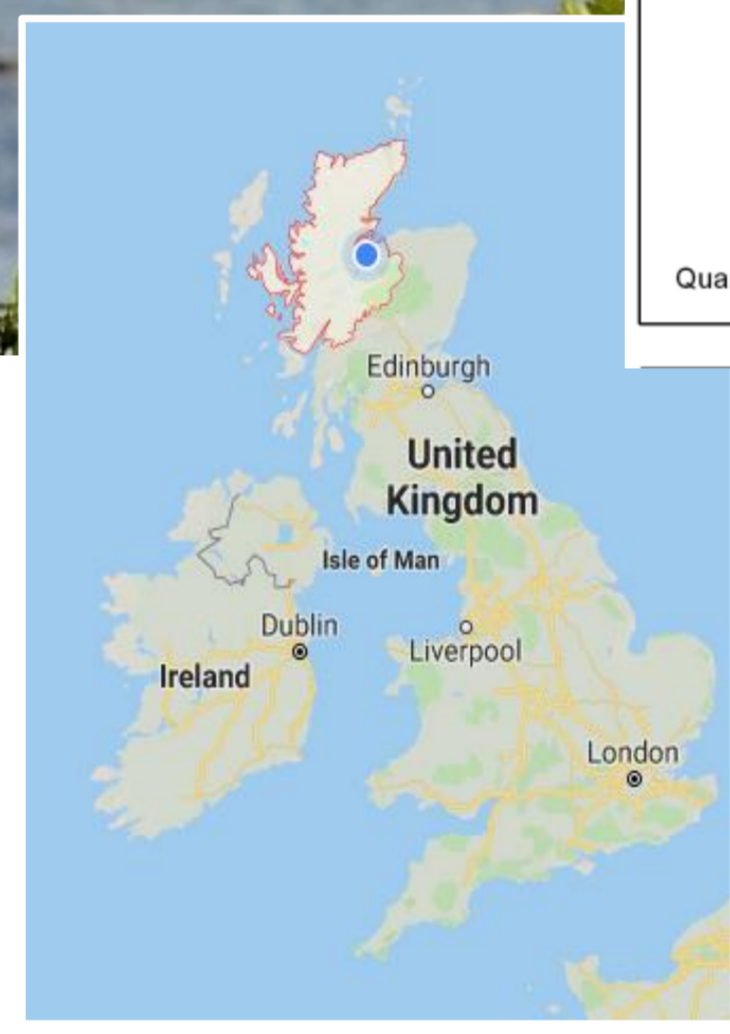 Qua
Edinburgh
United
Kingdom
Isle of Man
Dublin
Ireland
Liverpool
London